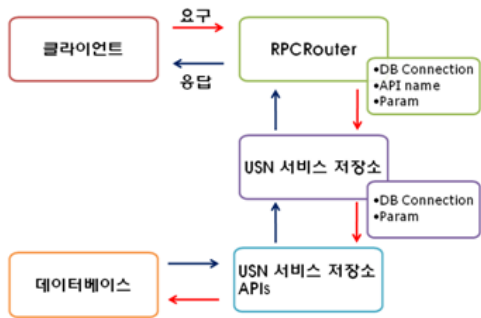 요구
클라이언트
RPCRouter
응답
•DB Connection
•API name
•Param
USN 서비스 저장소
•DB Connection
•Param
데이터베이스
USN 서비스 저장소
APIs